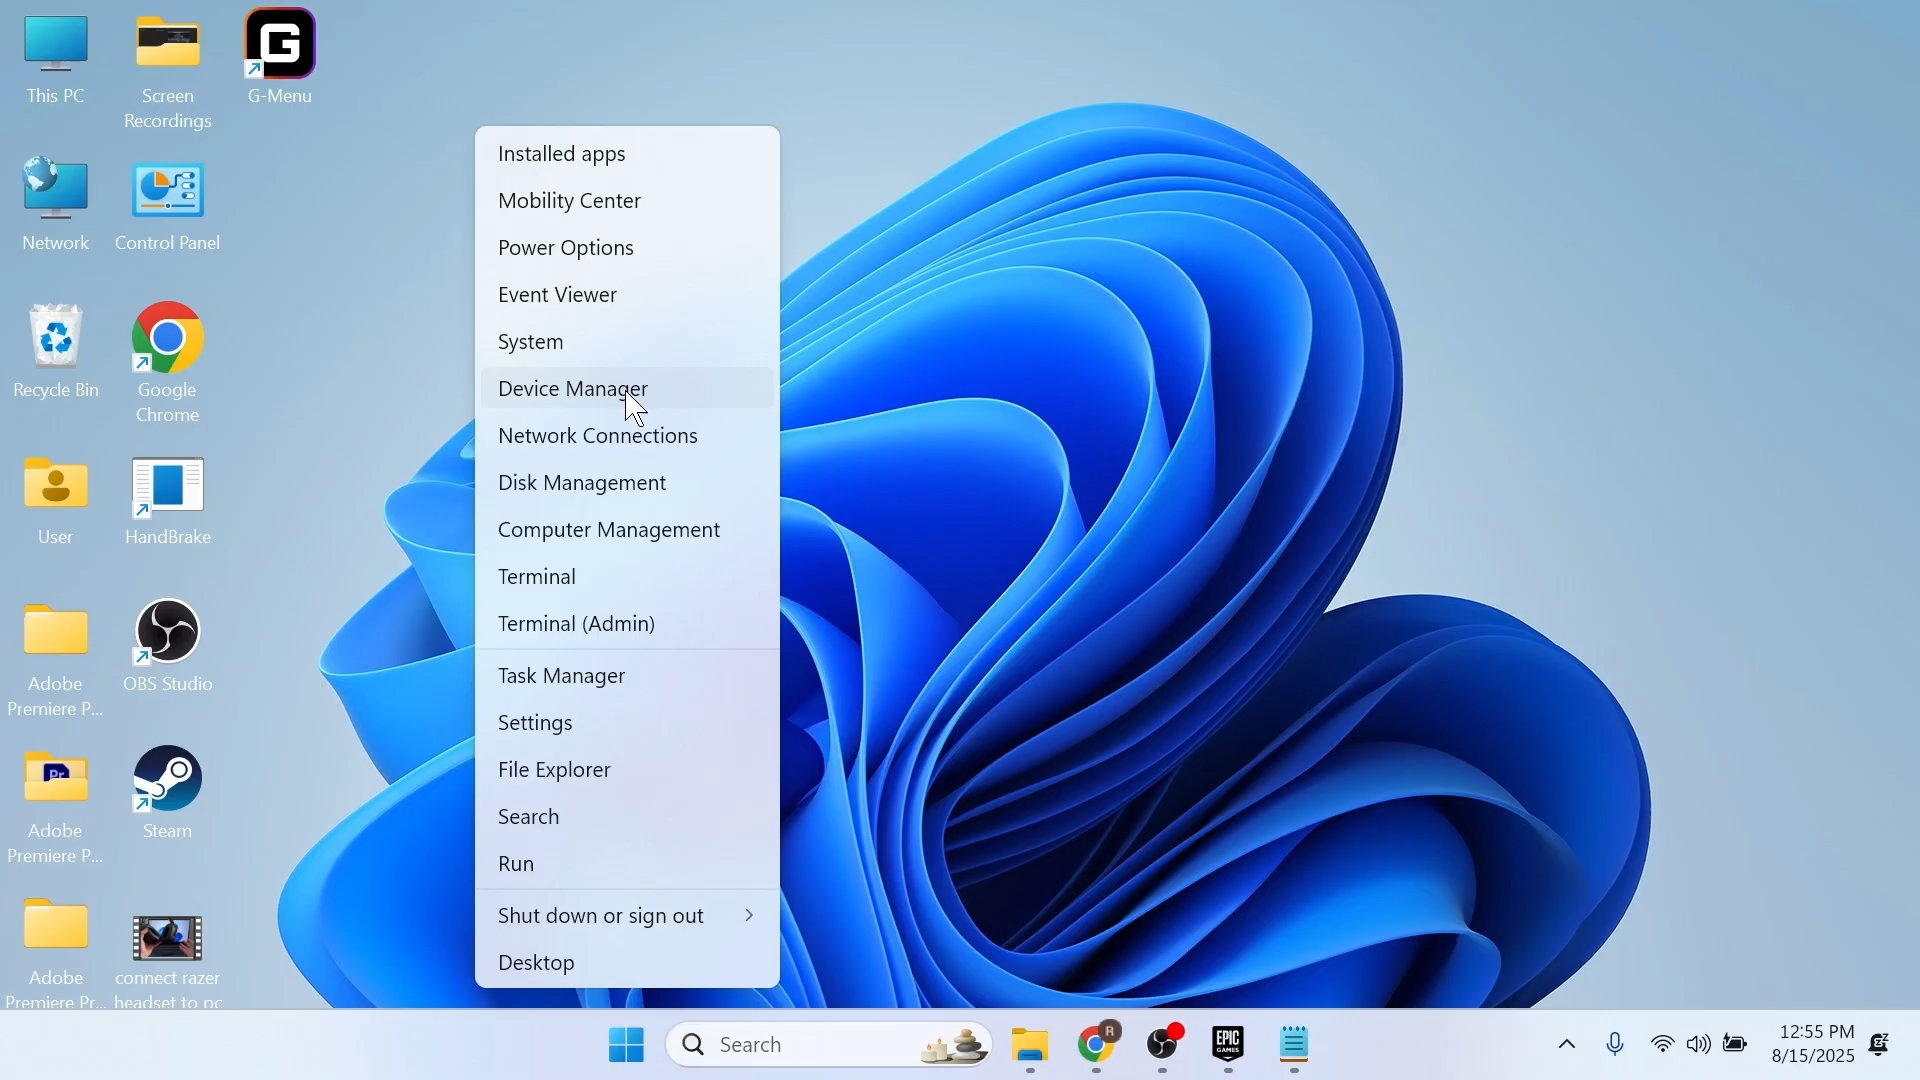 This PC
Screen
Recordings
G-Menu
Network
Control Panel
Recycle Bin
Google
Chrome
User
HandBrake
Adobe
Premiere P...
OBS Studio
Pr
Adobe
Premiere P...
Steam
Adobe
Premiere Pr...
connect razer
headset to pc
Installed apps
Mobility Center
Power Options
Event Viewer
System
Device Manager
Network Connections
Disk Management
Computer Management
Terminal
Terminal (Admin)
Task Manager
Settings
File Explorer
Search
Run
Shut down or sign out
Desktop
Search
R
EPIC
GAMES
12:55 PM
8/15/2025